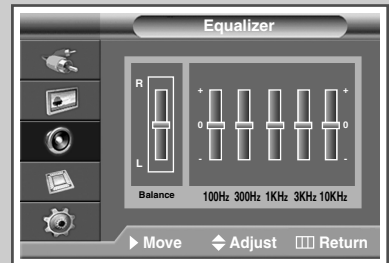 Equalizer
R
+ +
0 0
L - -
Balance 100Hz 300Hz 1KHz 3KHz 10KHz
Move Adjust Return